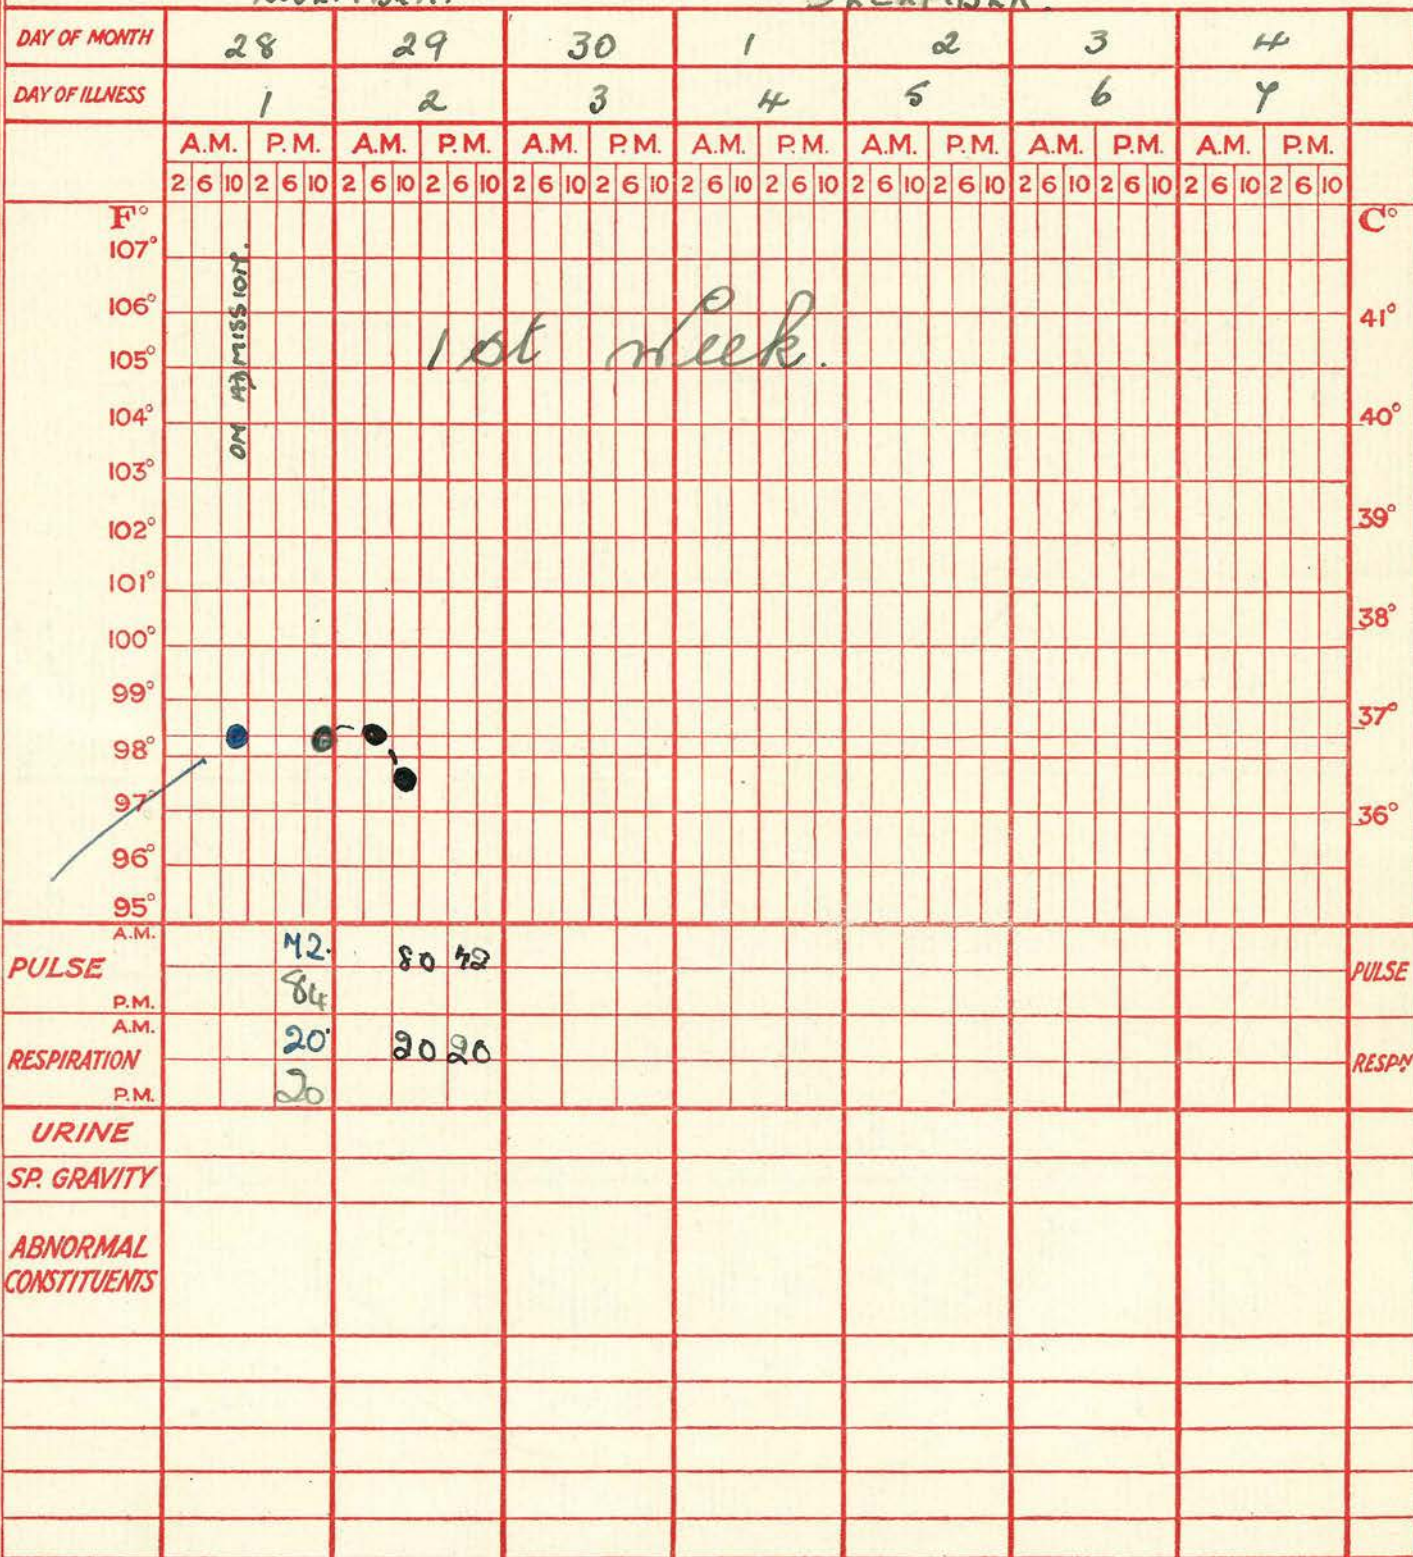 DECEMBER.
DAY OF MONTH 28 29 30 1 2 3 4
DAY OF ILLNESS 1 2 3 4 5 6 7
A.M. P.M. A.M. P.M. A.M. P.M. A.M. P.M. A.M. P.M. A.M. P.M. A.M. P.M.
2 6 10 2 6 10 2 6 10 2 6 10 2 6 10 2 6 10 2 6 10 2 6 10 2 6 10 2 6 10 2 6 10 2 6 10 2 6 10 2 6 10
F° C°
107°
106° 41°
105°
104° 40°
103°
102° 39°
101°
100° 38°
99°
98° 37°
97°
96° 36°
95°
ON ADMISSION.
1st Week.
PULSE A.M. 72. 80 72 PULSE
P.M. 84
RESPIRATION A.M. 20 20 20 RESPN
P.M. 20
URINE
SP. GRAVITY
ABNORMAL
CONSTITUENTS